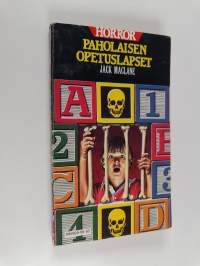 HORROR
PAHOLAISEN
OPETUSLAPSET
JACK MACLANE
A 1
2 E
C 3
4 D